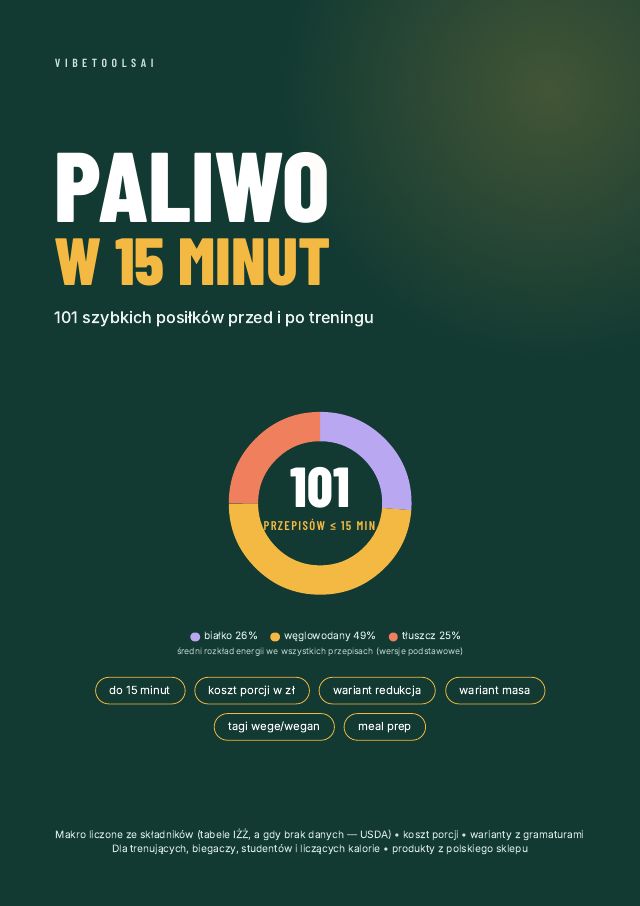 VIBETOOLSAI
PALIWO
W 15 MINUT
101 szybkich posiłków przed i po treningu
101
PRZEPISÓW ≤ 15 MIN
białko 26% węglowodany 49% tłuszcz 25%
średni rozkład energii we wszystkich przepisach (wersje podstawowe)
do 15 minut koszt porcji w zł wariant redukcja wariant masa
tagi wege/wegan meal prep
Makro liczone ze składników (tabele IŻŻ, a gdy brak danych — USDA) • koszt porcji • warianty z gramaturami
Dla trenujących, biegaczy, studentów i liczących kalorie • produkty z polskiego sklepu